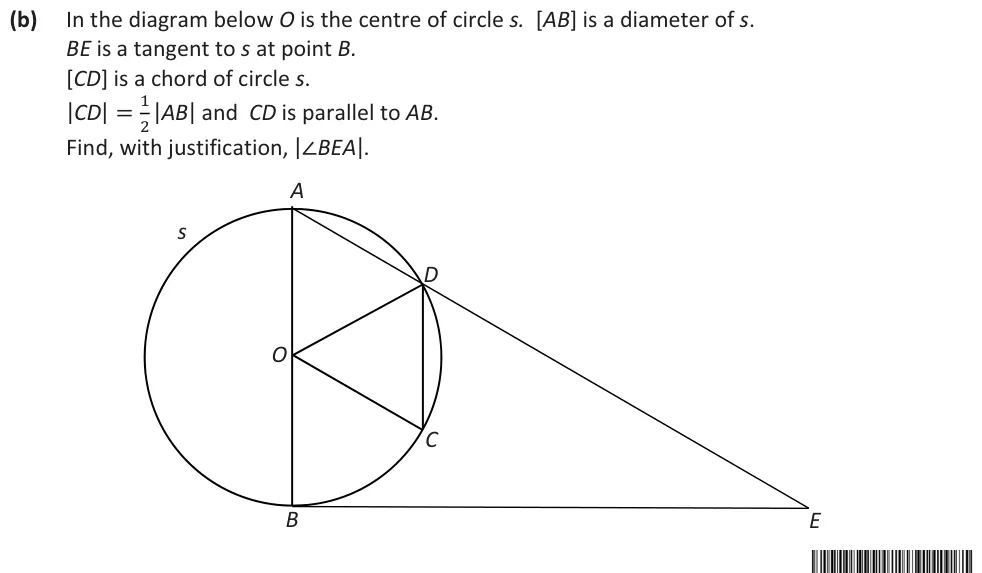 (b) In the diagram below O is the centre of circle s. [AB] is a diameter of s.
BE is a tangent to s at point B.
[CD] is a chord of circle s.
|CD| = 1/2|AB| and CD is parallel to AB.
Find, with justification, |∠BEA|.
A
s
D
O
C
B
E